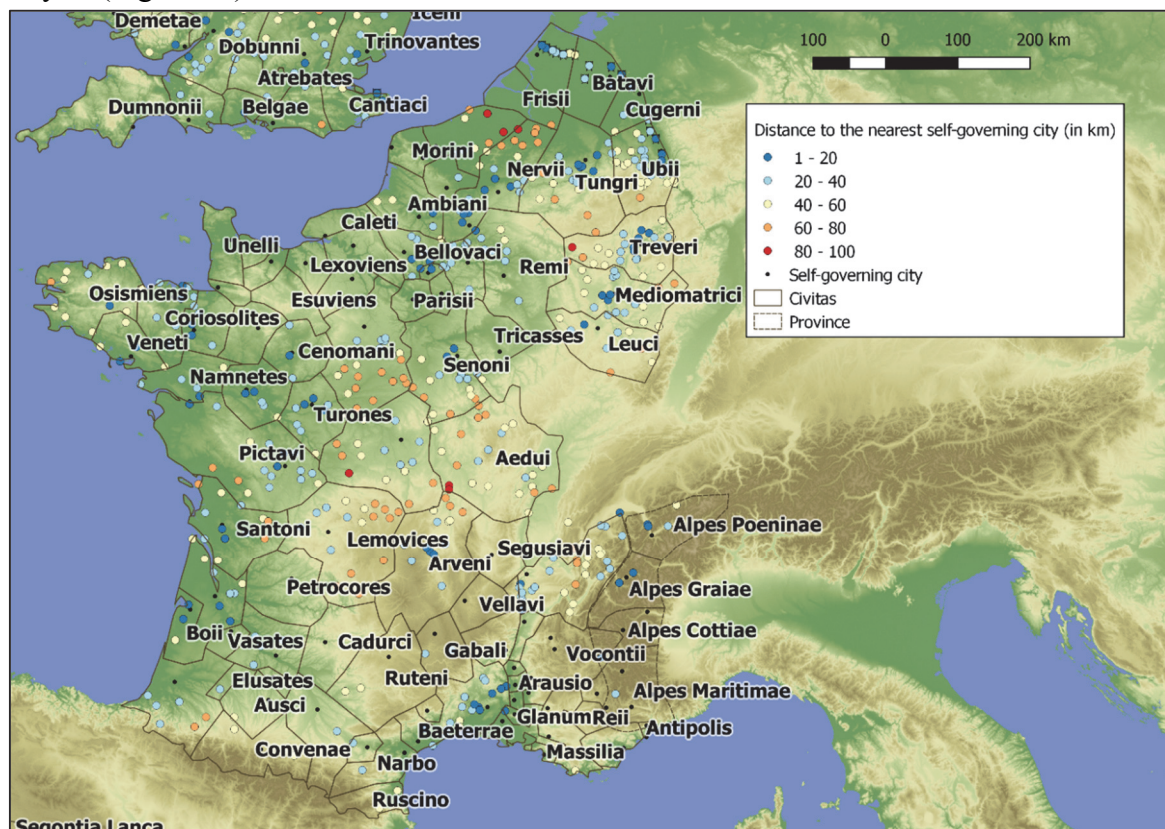 Demetae
Iceni
Dobunni
Trinovantes
Atrebates
Dumnonii
Belgae
Cantiaci
Batavi
Frisii
Cugerni
Morini
Nervii
Tungri
Ubii
Ambiani
Caleti
Unelli
Bellovaci
Treveri
Lexoviens
Remi
Osismiens
Esuviens
Parisii
Mediomatrici
Coriosolites
Tricasses
Veneti
Cenomani
Leuci
Senoni
Namnetes
Turones
Pictavi
Aedui
Santoni
Lemovices
Segusiavi
Alpes Poeninae
Arveni
Petrocores
Alpes Graiae
Vellavi
Boii
Vasates
Cadurci
Alpes Cottiae
Gabali
Vocontii
Elusates
Ruteni
Arausio
Alpes Maritimae
Ausci
Glanum
Reii
Baeterrae
Antipolis
Convenae
Massilia
Narbo
Ruscino
Segontia Lanca
100 0 100 200 km
Distance to the nearest self-governing city (in km)
1 - 20
20 - 40
40 - 60
60 - 80
80 - 100
Self-governing city
Civitas
Province